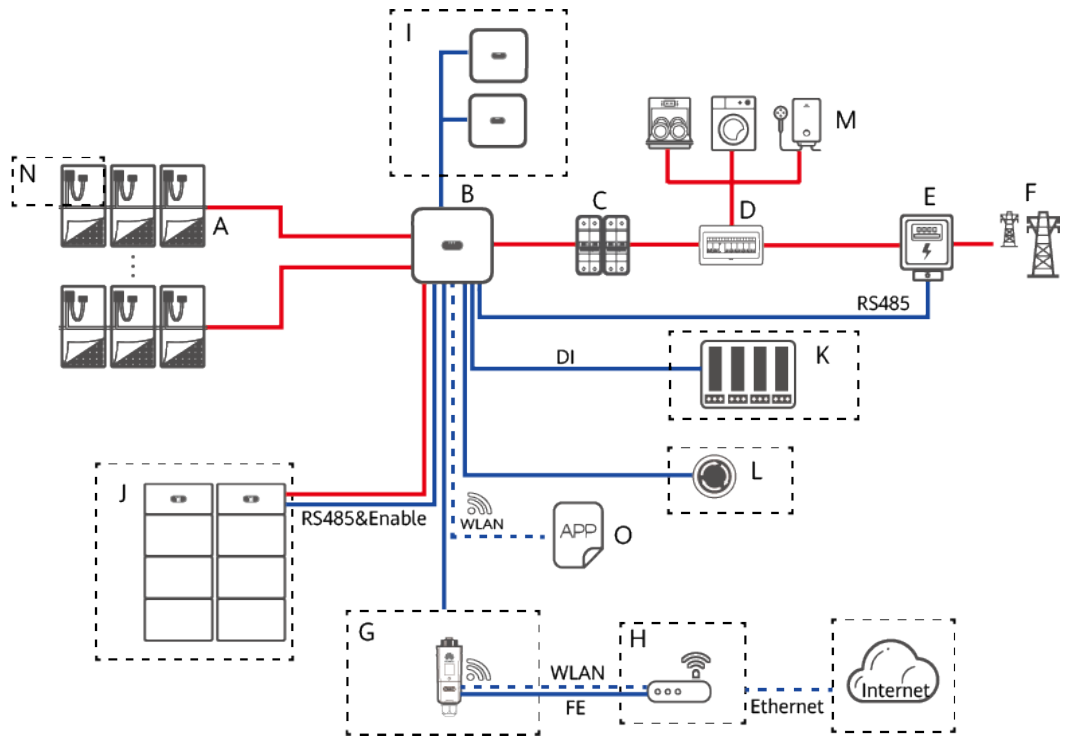 I
M
N
B
C
D
E
F
A
RS485
DI
K
J
L
RS485&Enable
WLAN
APP
O
G
H
WLAN
FE
Internet
Ethernet